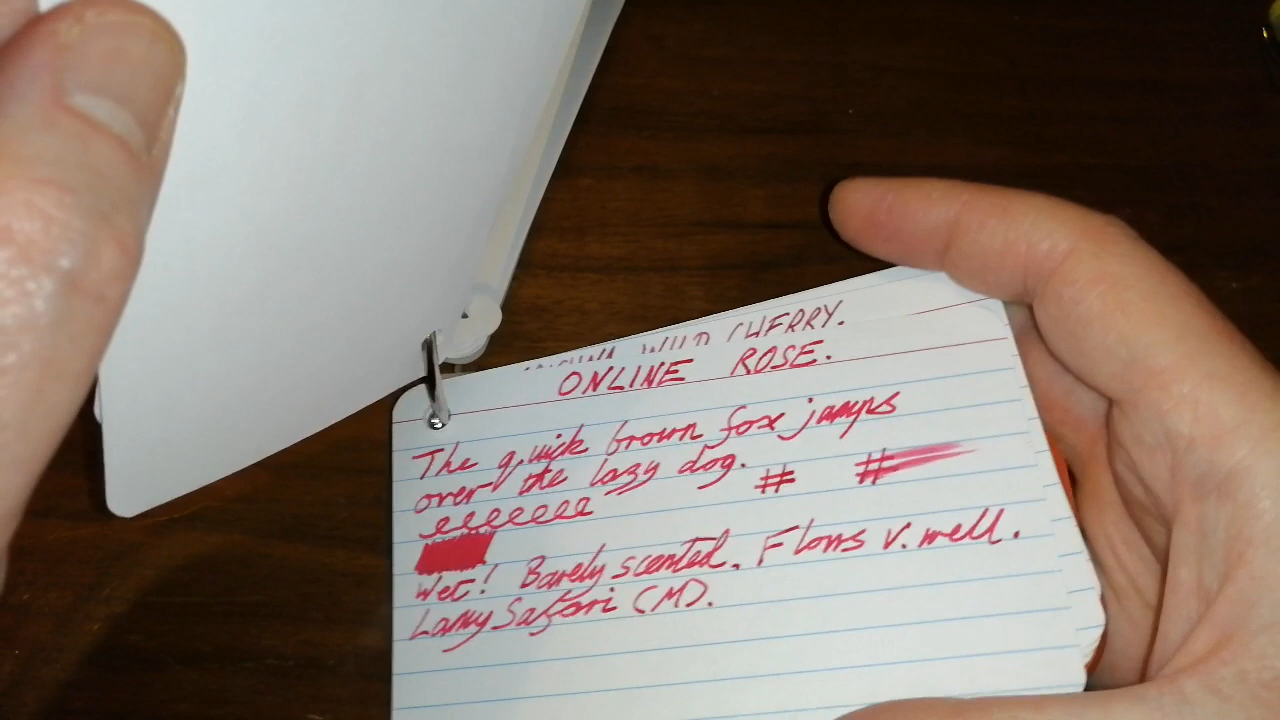 WILD CHERRY.
ONLINE ROSE.
The quick brown fox jumps
over the lazy dog. # #
eeeeeeee
Wet! Barely scented. Flows v. well.
Lamy Safari (M).